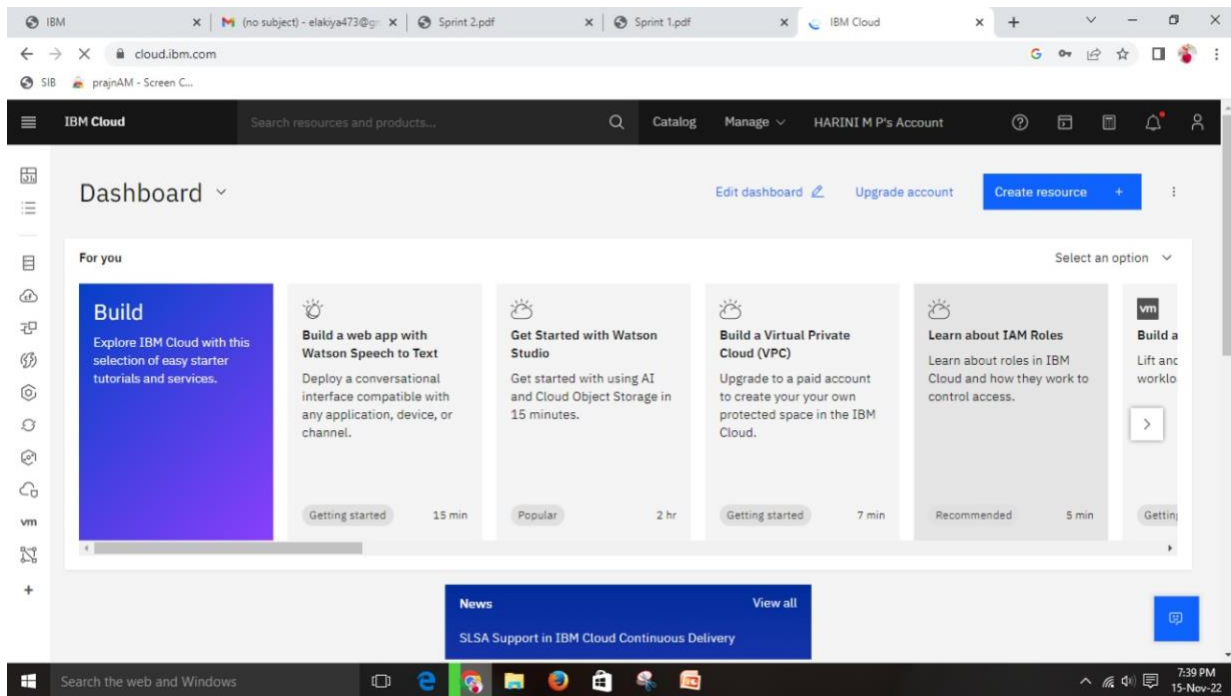 IBM
(no subject) - elakiya473@gm
Sprint 2.pdf
Sprint 1.pdf
IBM Cloud
cloud.ibm.com
SIB
prajnAM - Screen C...
IBM Cloud
Search resources and products...
Catalog
Manage
HARINI M P's Account
Dashboard
Edit dashboard
Upgrade account
Create resource +
For you
Select an option
Build
Explore IBM Cloud with this
selection of easy starter
tutorials and services.
Build a web app with
Watson Speech to Text
Deploy a conversational
interface compatible with
any application, device, or
channel.
Getting started
15 min
Get Started with Watson
Studio
Get started with using AI
and Cloud Object Storage in
15 minutes.
Popular
2 hr
Build a Virtual Private
Cloud (VPC)
Upgrade to a paid account
to create your your own
protected space in the IBM
Cloud.
Getting started
7 min
Learn about IAM Roles
Learn about roles in IBM
Cloud and how they work to
control access.
Recommended
5 min
vm
Build a
Lift and
worklo
Getting
vm
News
View all
SLSA Support in IBM Cloud Continuous Delivery
Search the web and Windows
7:39 PM
15-Nov-22